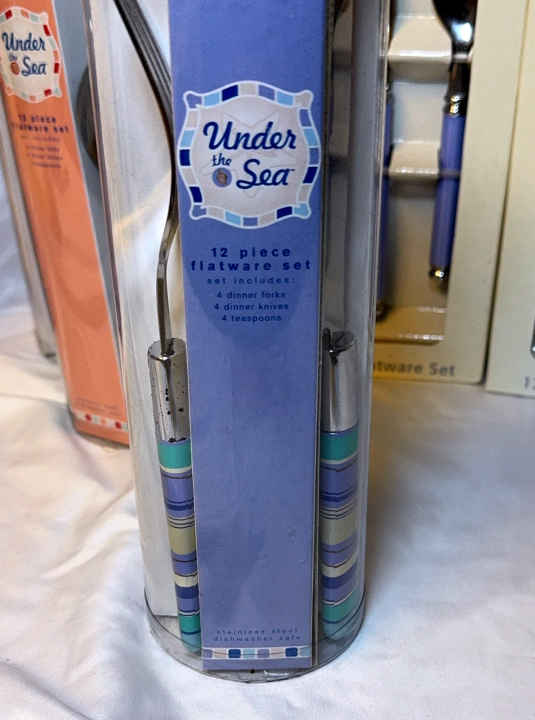 Under
the
Sea
12 piece
flatware set
set includes:
4 dinner forks
4 dinner knives
4 teaspoons
stainless steel
dishwasher safe
Under
the
Sea
12 piece
flatware set
tware Set